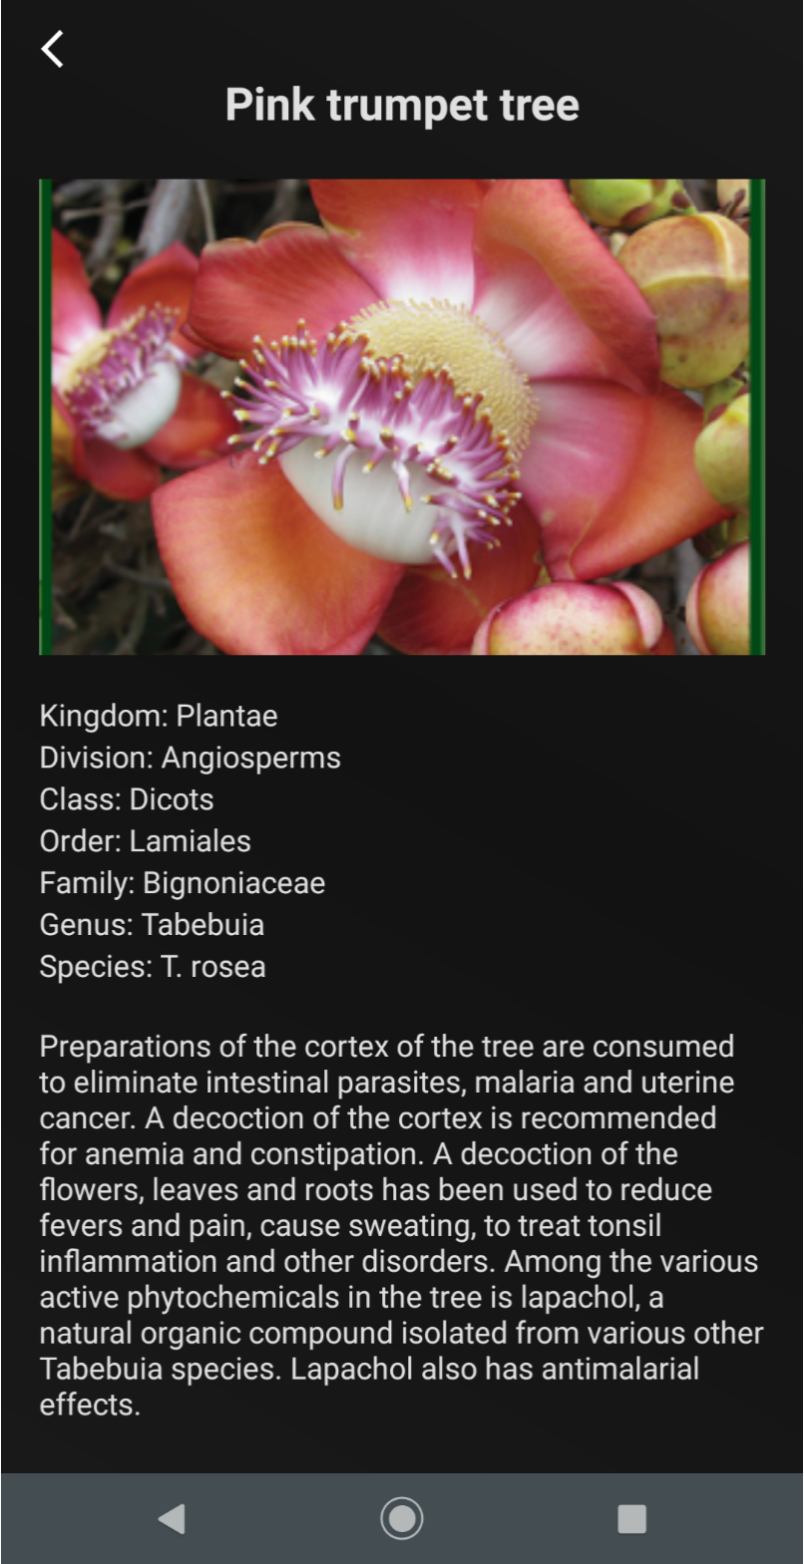 Pink trumpet tree
Kingdom: Plantae
Division: Angiosperms
Class: Dicots
Order: Lamiales
Family: Bignoniaceae
Genus: Tabebuia
Species: T. rosea
Preparations of the cortex of the tree are consumed
to eliminate intestinal parasites, malaria and uterine
cancer. A decoction of the cortex is recommended
for anemia and constipation. A decoction of the
flowers, leaves and roots has been used to reduce
fevers and pain, cause sweating, to treat tonsil
inflammation and other disorders. Among the various
active phytochemicals in the tree is lapachol, a
natural organic compound isolated from various other
Tabebuia species. Lapachol also has antimalarial
effects.